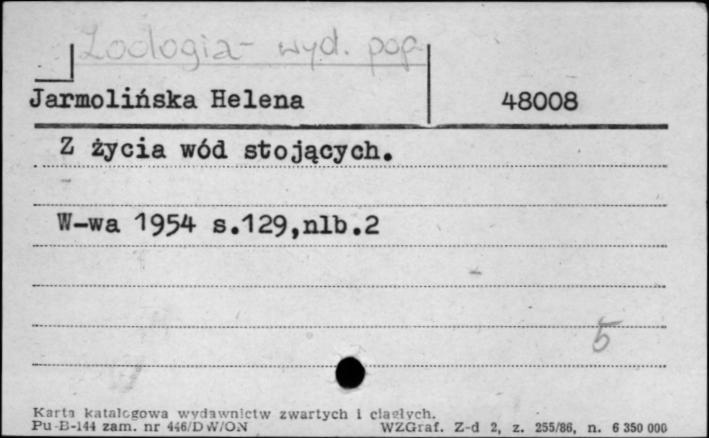 Zoologia - wyd. pop.
Jarmolińska Helena 48008
Z życia wód stojących.
W-wa 1954 s.129,nlb.2
5
Karta katalogowa wydawnictw zwartych i ciągłych.
Pu-B-144 zam. nr 446/DW/ON WZGraf. Z-d 2, z. 255/86, n. 6 350 000